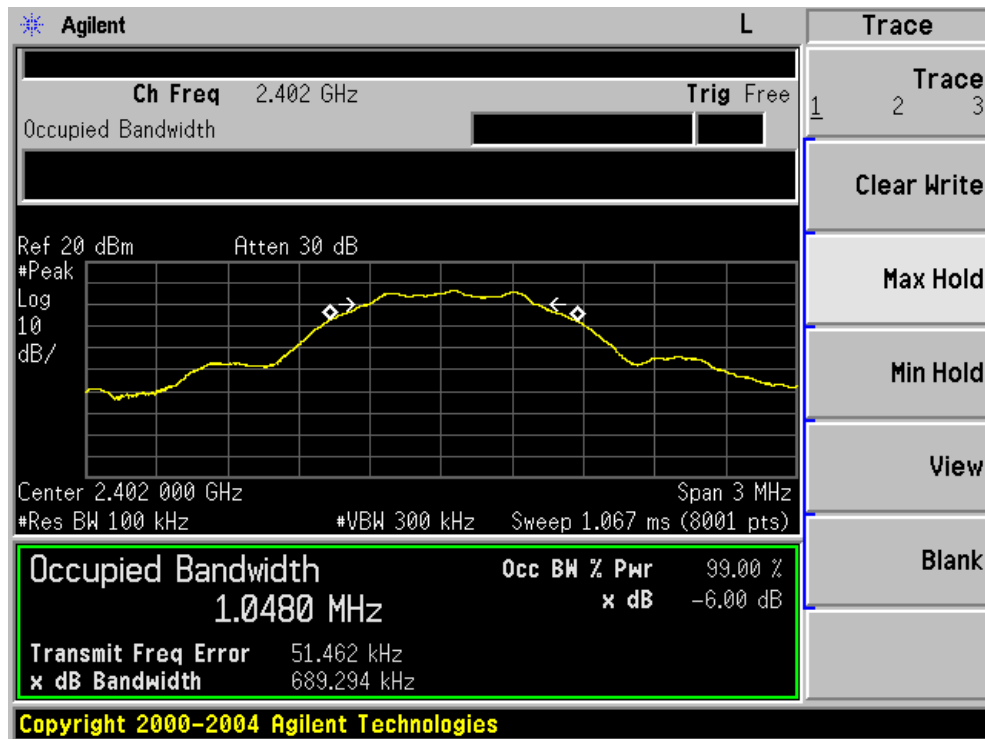 Agilent L Trace
Ch Freq 2.402 GHz Trig Free
Occupied Bandwidth
Trace
1 2 3
Clear Write
Max Hold
Min Hold
View
Blank
Ref 20 dBm Atten 30 dB
#Peak
Log
10
dB/
Center 2.402 000 GHz Span 3 MHz
#Res BW 100 kHz #VBW 300 kHz Sweep 1.067 ms (8001 pts)
Occupied Bandwidth
1.0480 MHz
Occ BW % Pwr 99.00 %
x dB -6.00 dB
Transmit Freq Error 51.462 kHz
x dB Bandwidth 689.294 kHz
Copyright 2000-2004 Agilent Technologies